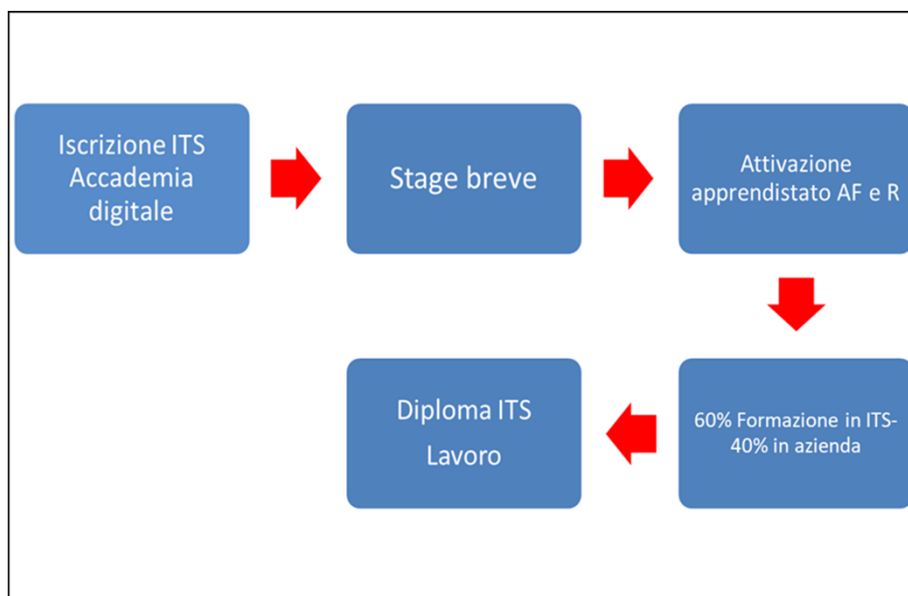 Iscrizione ITS
Accademia
digitale
Stage breve
Attivazione
apprendistato AF e R
60% Formazione in ITS-
40% in azienda
Diploma ITS
Lavoro